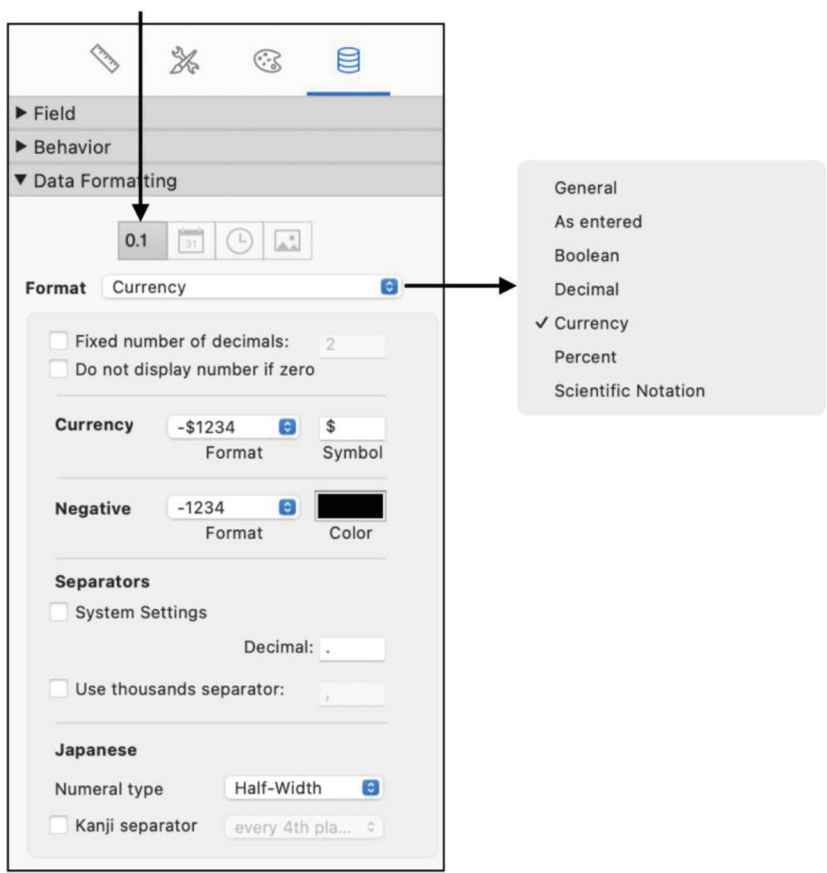 Field
Behavior
Data Formatting
0.1
31
Format Currency
Fixed number of decimals: 2
Do not display number if zero
Currency -$1234 $
Format Symbol
Negative -1234
Format Color
Separators
System Settings
Decimal: .
Use thousands separator: ,
Japanese
Numeral type Half-Width
Kanji separator every 4th pla...
General
As entered
Boolean
Decimal
✓ Currency
Percent
Scientific Notation